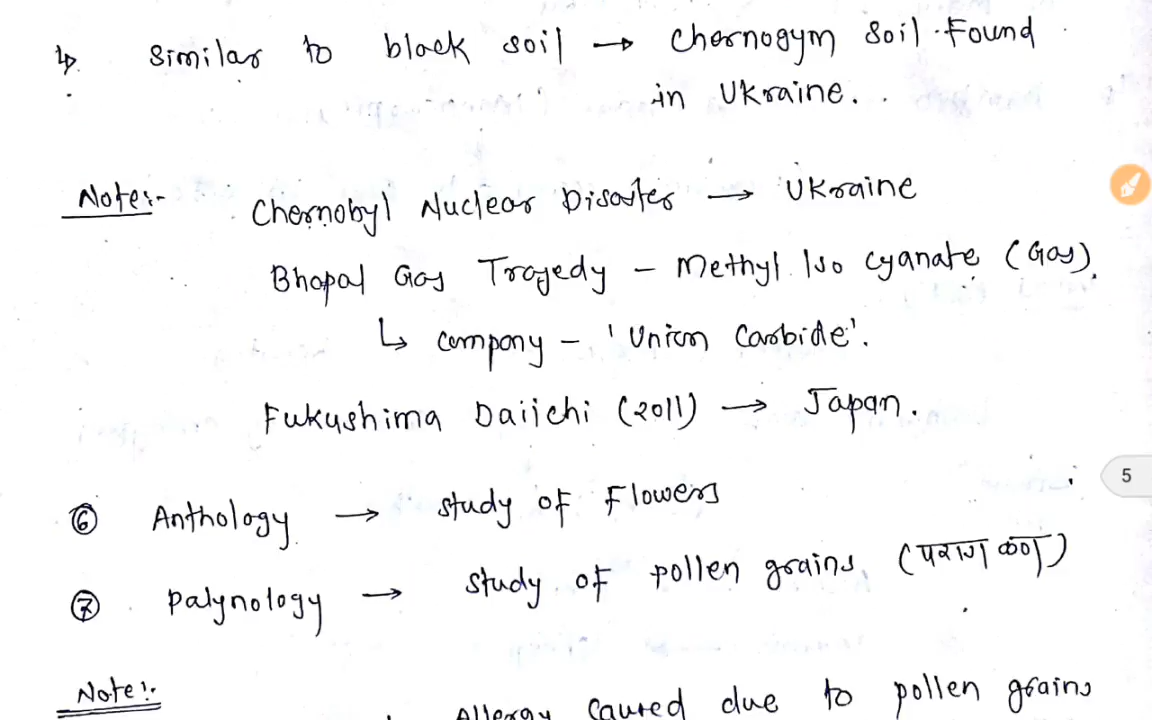 ↳ Similar to black soil → Chernogym soil Found
in Ukraine.
Note:-
Chernobyl Nuclear Disaster → Ukraine
Bhopal Gas Tragedy - Methyl Iso cyanate (Gas).
↳ company - 'Union Carbide'.
Fukushima Daiichi (2011) → Japan.
5
⑥ Anthology → study of Flowers
⑦ Palynology → study of pollen grains (परागकण)
Note:-
Allergy caused due to pollen grains